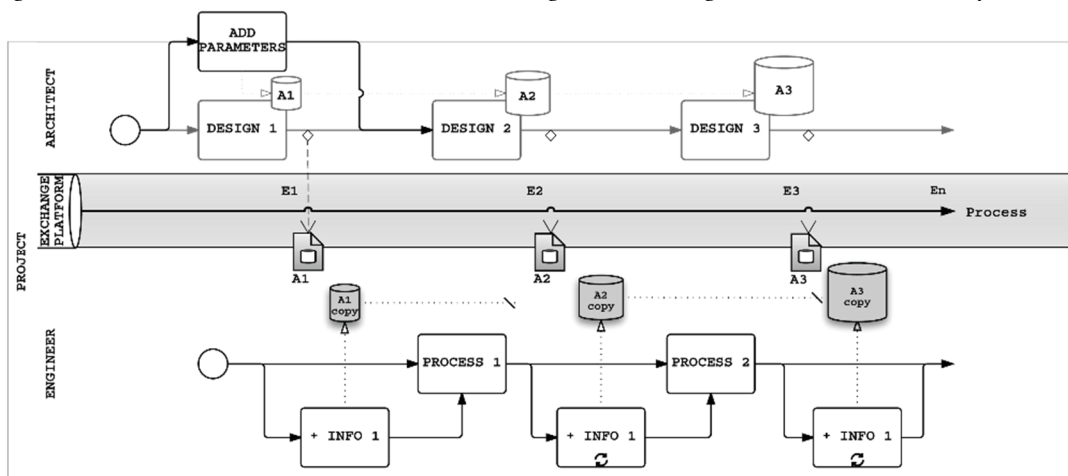 ADD
PARAMETERS
ARCHITECT
A1
A2
A3
DESIGN 1
DESIGN 2
DESIGN 3
PROJECT
EXCHANGE
PLATFORM
E1
E2
E3
En
Process
A1
A2
A3
A1
copy
A2
copy
A3
copy
ENGINEER
PROCESS 1
PROCESS 2
+ INFO 1
+ INFO 1
+ INFO 1